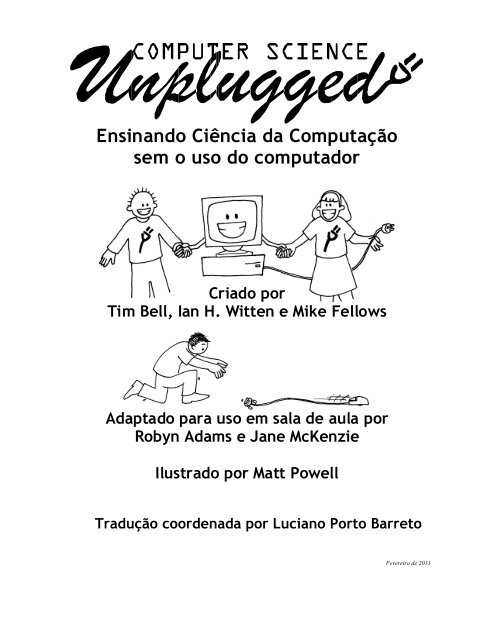 COMPUTER SCIENCE
Unplugged
Ensinando Ciência da Computação
sem o uso do computador
Criado por
Tim Bell, Ian H. Witten e Mike Fellows
Adaptado para uso em sala de aula por
Robyn Adams e Jane McKenzie
Ilustrado por Matt Powell
Tradução coordenada por Luciano Porto Barreto
Fevereiro de 2011